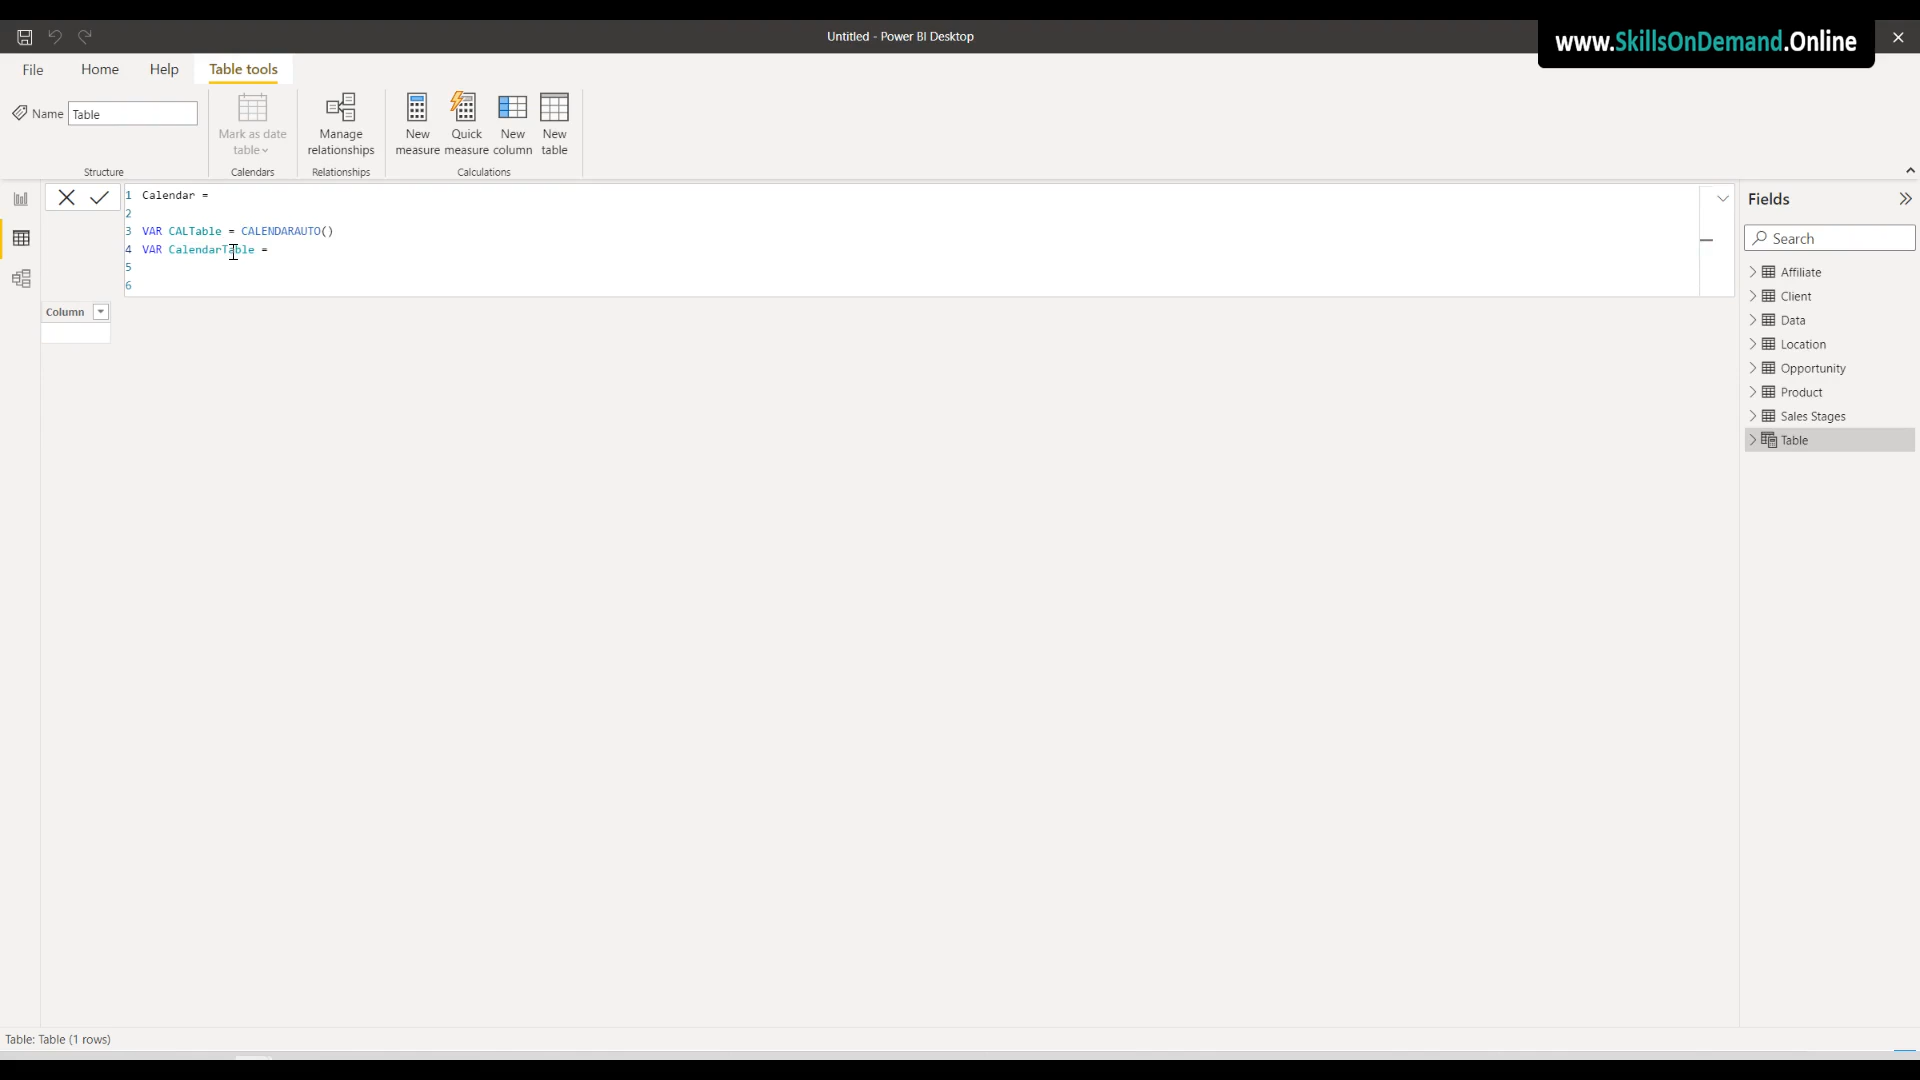 Untitled - Power BI Desktop
www.SkillsOnDemand.Online
File
Home
Help
Table tools
Name
Table
Mark as date
table
Manage
relationships
New
measure
Quick
measure
New
column
New
table
Structure
Calendars
Relationships
Calculations
1 Calendar =
2
3 VAR CALTable = CALENDARAUTO()
4 VAR CalendarTable =
5
6
Column
Fields
Search
Affiliate
Client
Data
Location
Opportunity
Product
Sales Stages
Table
Table: Table (1 rows)